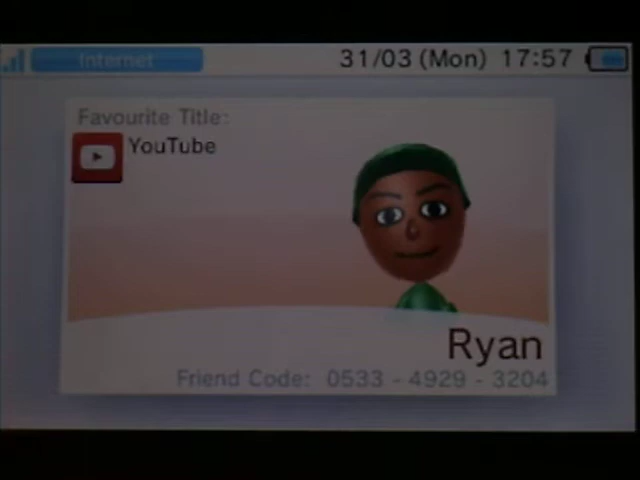 Internet 31/03 (Mon) 17:57
Favourite Title:
YouTube
Ryan
Friend Code: 0533 - 4929 - 3204